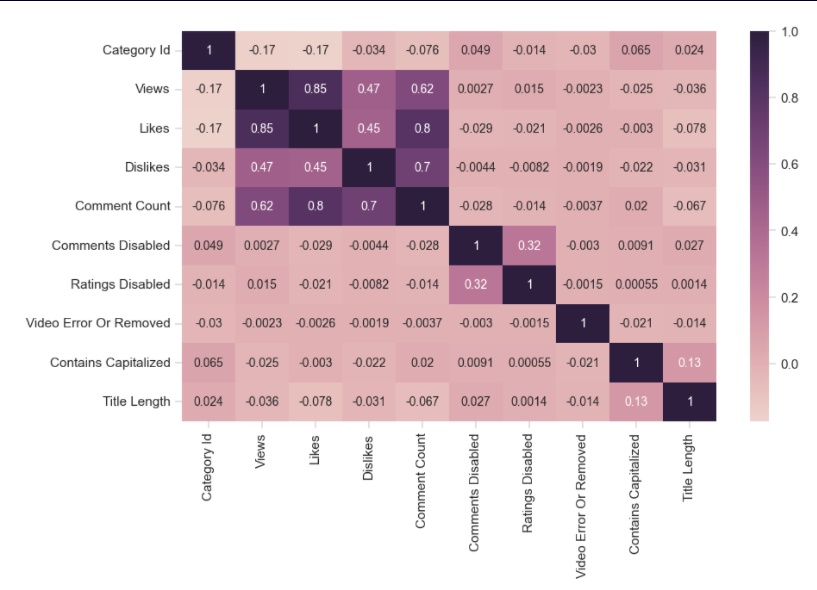 Category Id 1 -0.17 -0.17 -0.034 -0.076 0.049 -0.014 -0.03 0.065 0.024
Views -0.17 1 0.85 0.47 0.62 0.0027 0.015 -0.0023 -0.025 -0.036
Likes -0.17 0.85 1 0.45 0.8 -0.029 -0.021 -0.0026 -0.003 -0.078
Dislikes -0.034 0.47 0.45 1 0.7 -0.0044 -0.0082 -0.0019 -0.022 -0.031
Comment Count -0.076 0.62 0.8 0.7 1 -0.028 -0.014 -0.0037 0.02 -0.067
Comments Disabled 0.049 0.0027 -0.029 -0.0044 -0.028 1 0.32 -0.003 0.0091 0.027
Ratings Disabled -0.014 0.015 -0.021 -0.0082 -0.014 0.32 1 -0.0015 0.00055 0.0014
Video Error Or Removed -0.03 -0.0023 -0.0026 -0.0019 -0.0037 -0.003 -0.0015 1 -0.021 -0.014
Contains Capitalized 0.065 -0.025 -0.003 -0.022 0.02 0.0091 0.00055 -0.021 1 0.13
Title Length 0.024 -0.036 -0.078 -0.031 -0.067 0.027 0.0014 -0.014 0.13 1
Category Id
Views
Likes
Dislikes
Comment Count
Comments Disabled
Ratings Disabled
Video Error Or Removed
Contains Capitalized
Title Length
1.0
0.8
0.6
0.4
0.2
0.0